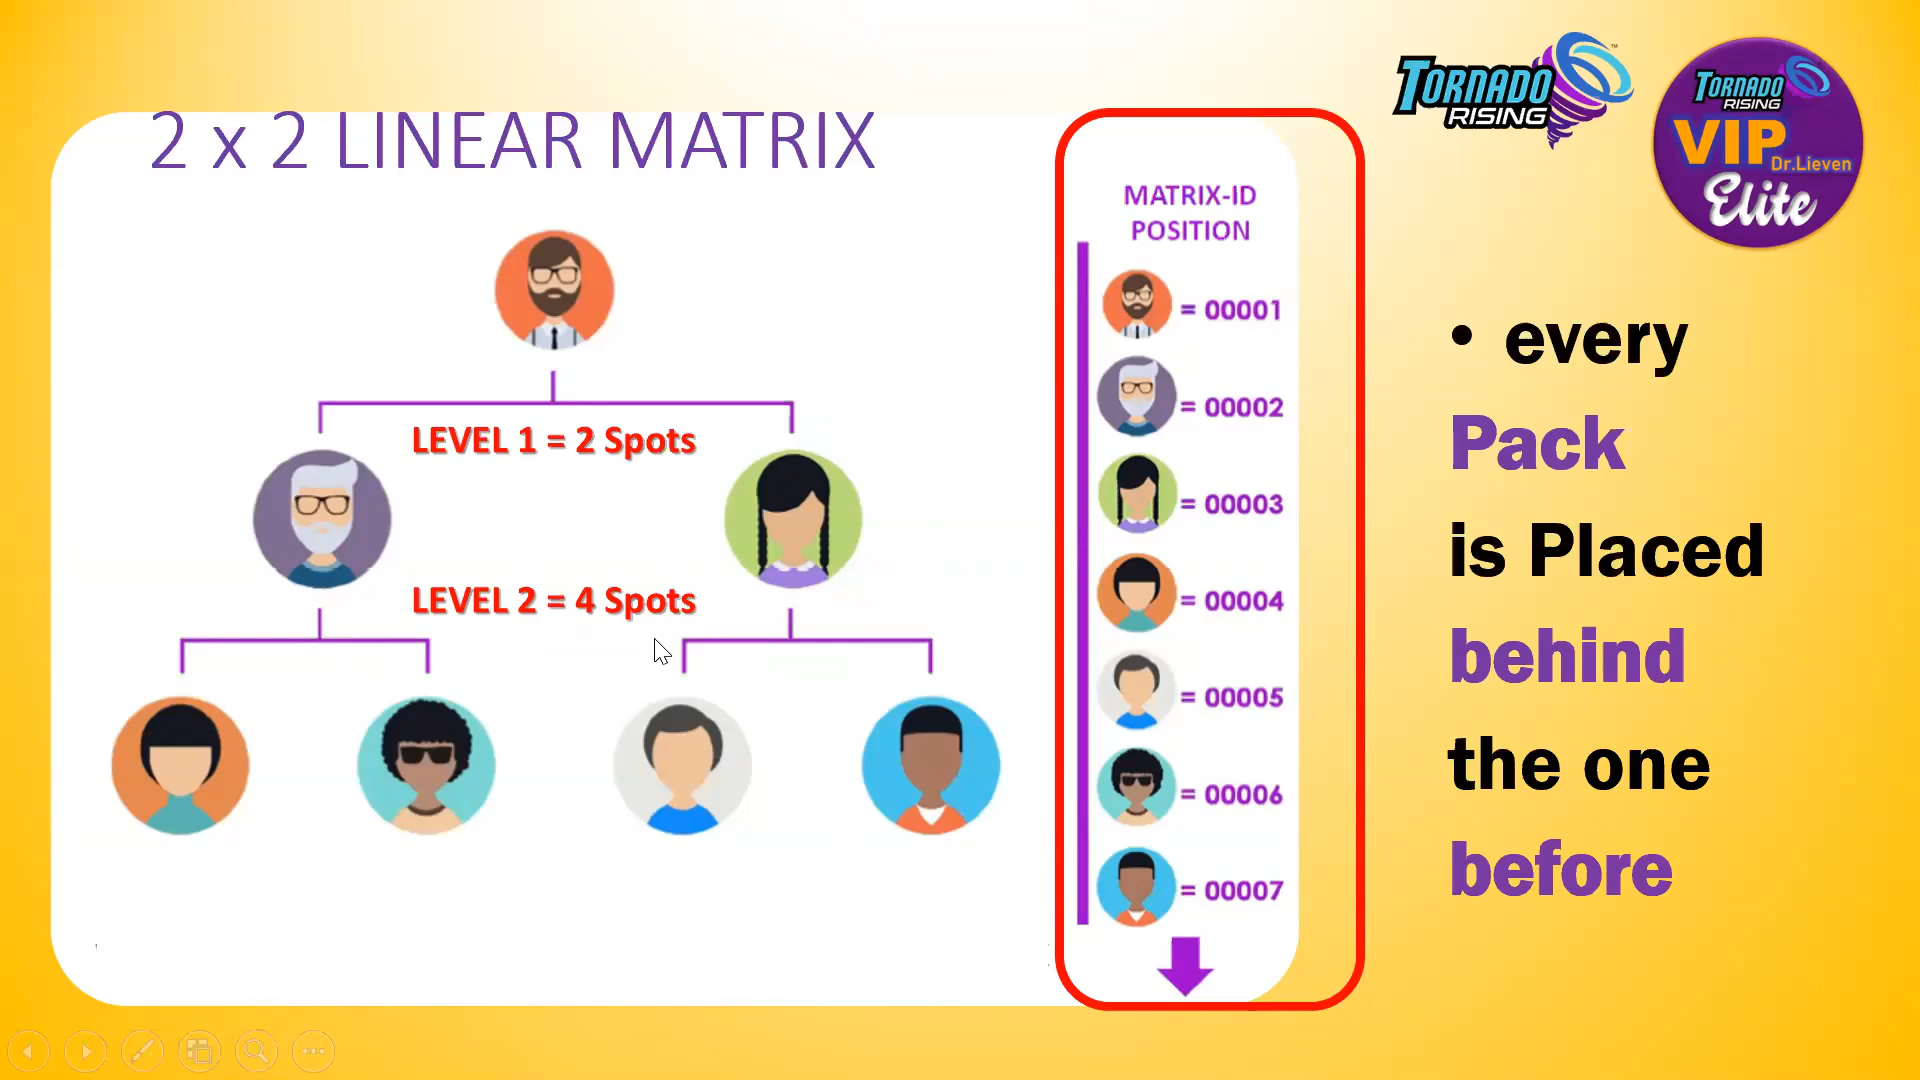 2 x 2 LINEAR MATRIX
LEVEL 1 = 2 Spots
LEVEL 2 = 4 Spots
MATRIX-ID
POSITION
= 00001
= 00002
= 00003
= 00004
= 00005
= 00006
= 00007
TORNADO
RISING
™
TORNADO
RISING
VIP
Dr.Lieven
Elite
• every
Pack
is Placed
behind
the one
before